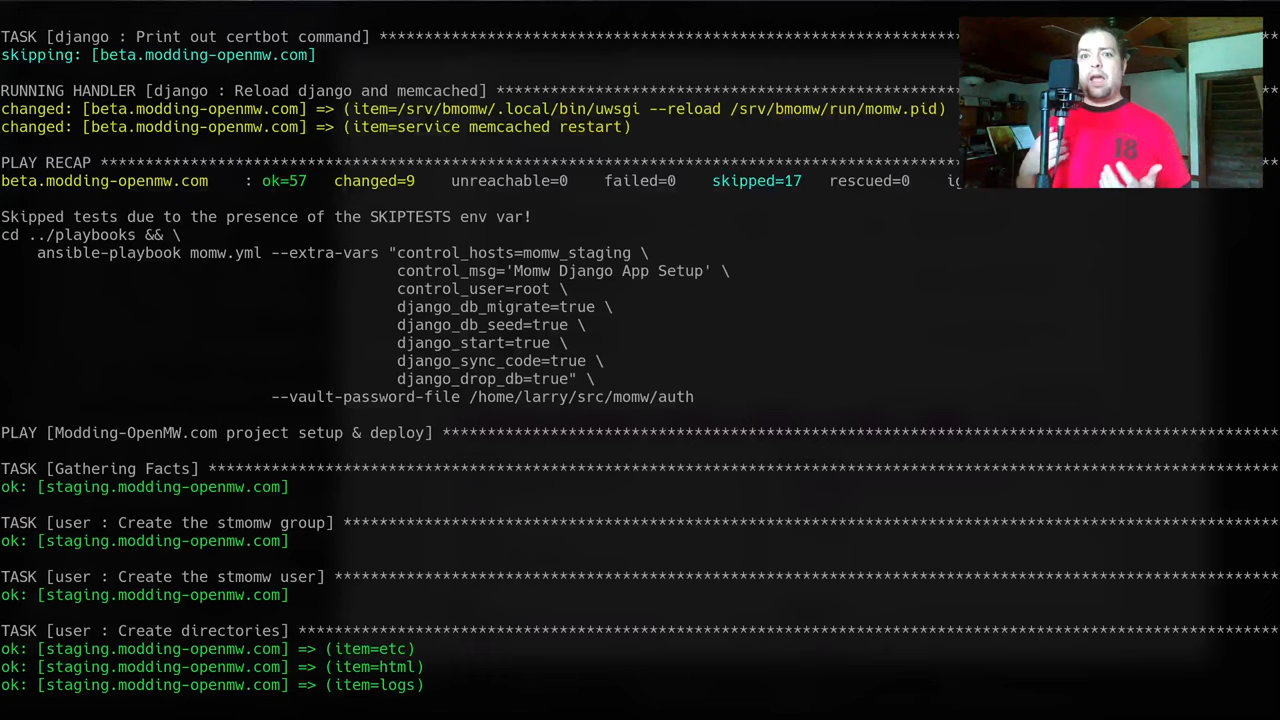 TASK [django : Print out certbot command] ****************************************************************
skipping: [beta.modding-openmw.com]
RUNNING HANDLER [django : Reload django and memcached] ***************************************************
changed: [beta.modding-openmw.com] => (item=/srv/bmomw/.local/bin/uwsgi --reload /srv/bmomw/run/momw.pid)
changed: [beta.modding-openmw.com] => (item=service memcached restart)
PLAY RECAP ***********************************************************************************************
beta.modding-openmw.com    : ok=57   changed=9    unreachable=0    failed=0    skipped=17   rescued=0
Skipped tests due to the presence of the SKIPTESTS env var!
cd ../playbooks && \
ansible-playbook momw.yml --extra-vars "control_hosts=momw_staging \
control_msg='Momw Django App Setup' \
control_user=root \
django_db_migrate=true \
django_db_seed=true \
django_start=true \
django_sync_code=true \
django_drop_db=true" \
--vault-password-file /home/larry/src/momw/auth
PLAY [Modding-OpenMW.com project setup & deploy] *********************************************************************************************
TASK [Gathering Facts] ***********************************************************************************************************************
ok: [staging.modding-openmw.com]
TASK [user : Create the stmomw group] ********************************************************************************************************
ok: [staging.modding-openmw.com]
TASK [user : Create the stmomw user] *********************************************************************************************************
ok: [staging.modding-openmw.com]
TASK [user : Create directories] *************************************************************************************************************
ok: [staging.modding-openmw.com] => (item=etc)
ok: [staging.modding-openmw.com] => (item=html)
ok: [staging.modding-openmw.com] => (item=logs)
18